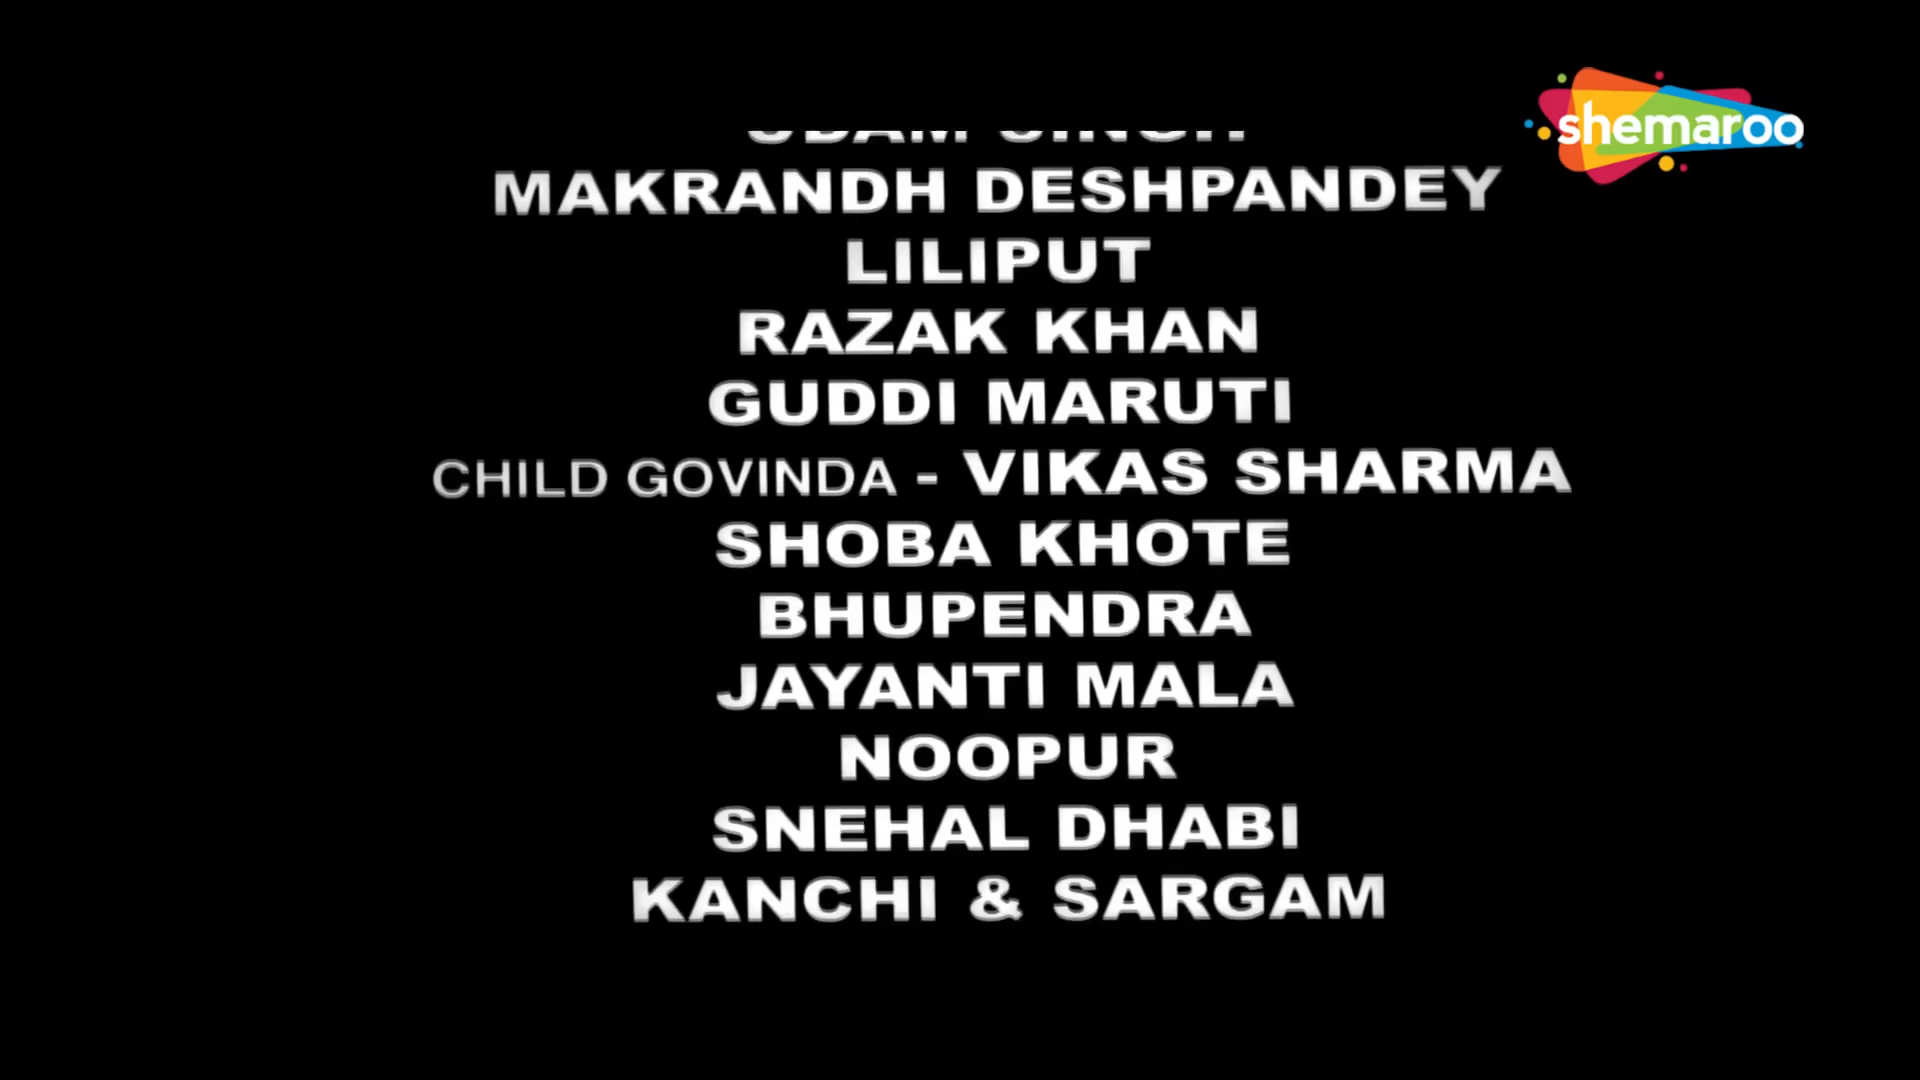 shemaroo
MAKRANDH DESHPANDEY
LILIPUT
RAZAK KHAN
GUDDI MARUTI
CHILD GOVINDA - VIKAS SHARMA
SHOBA KHOTE
BHUPENDRA
JAYANTI MALA
NOOPUR
SNEHAL DHABI
KANCHI & SARGAM